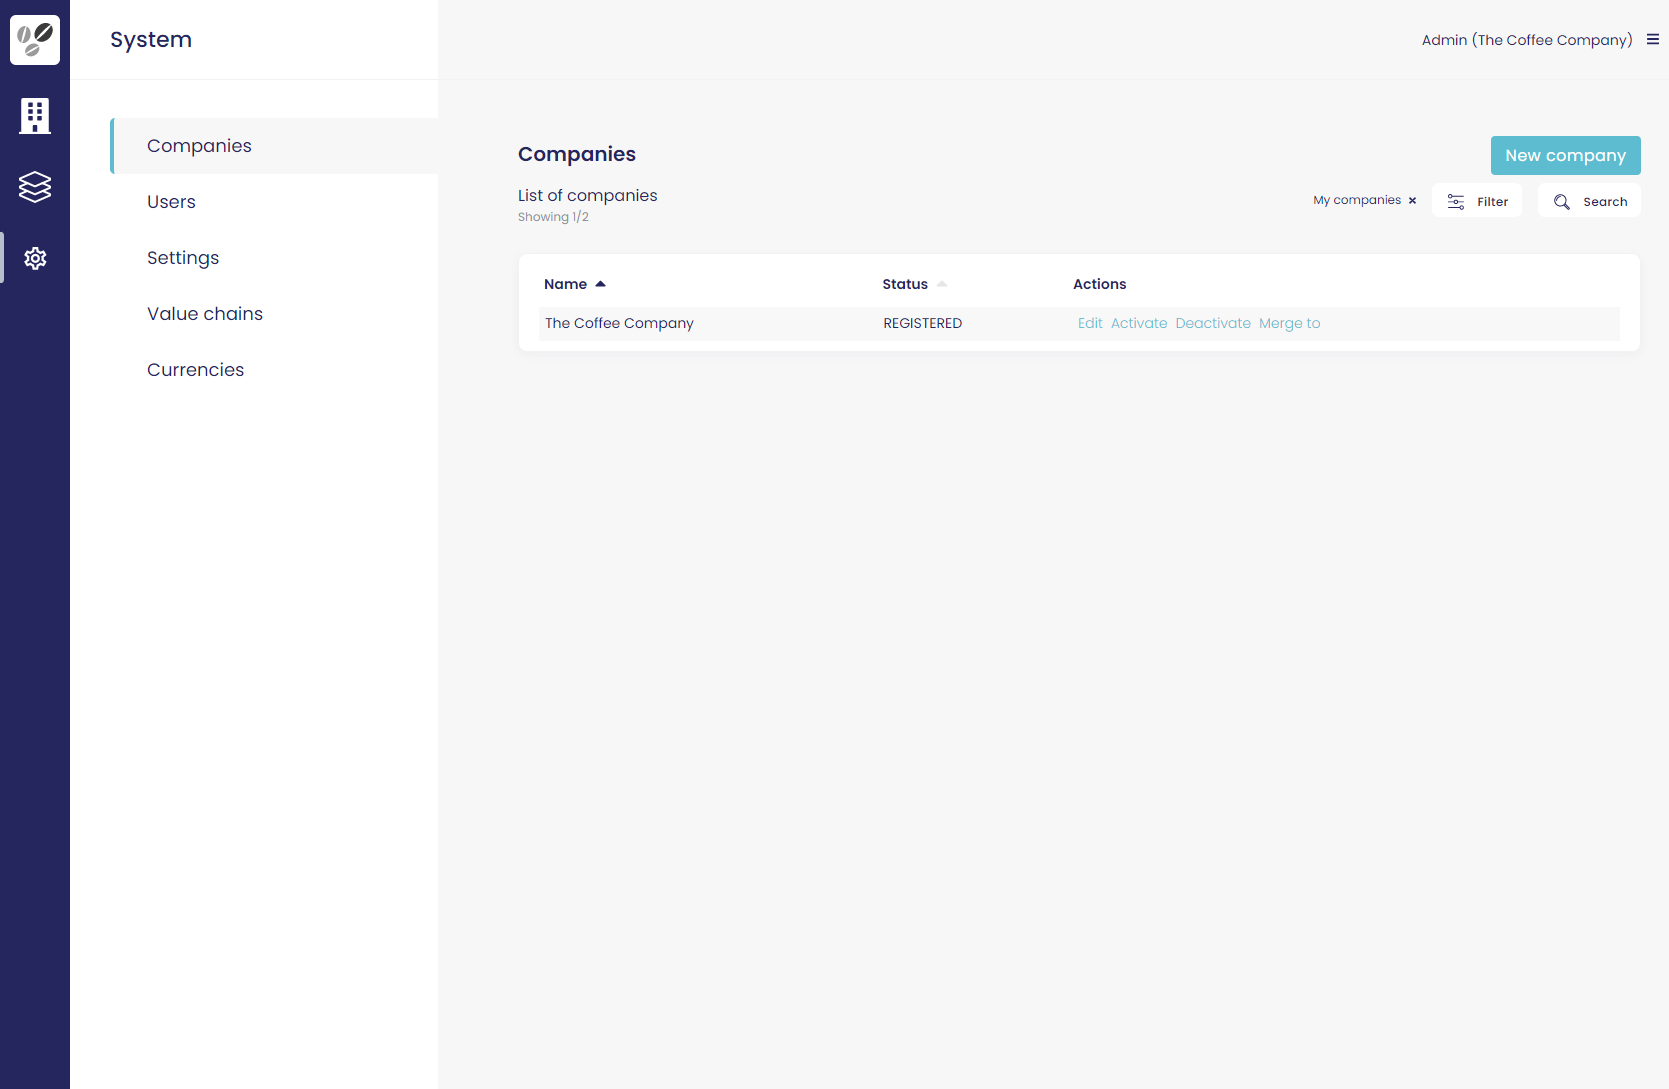 System
Admin (The Coffee Company)
Companies
Users
Settings
Value chains
Currencies
Companies
New company
List of companies
Showing 1/2
My companies ×
Filter
Search
Name Status Actions
The Coffee Company REGISTERED Edit Activate Deactivate Merge to